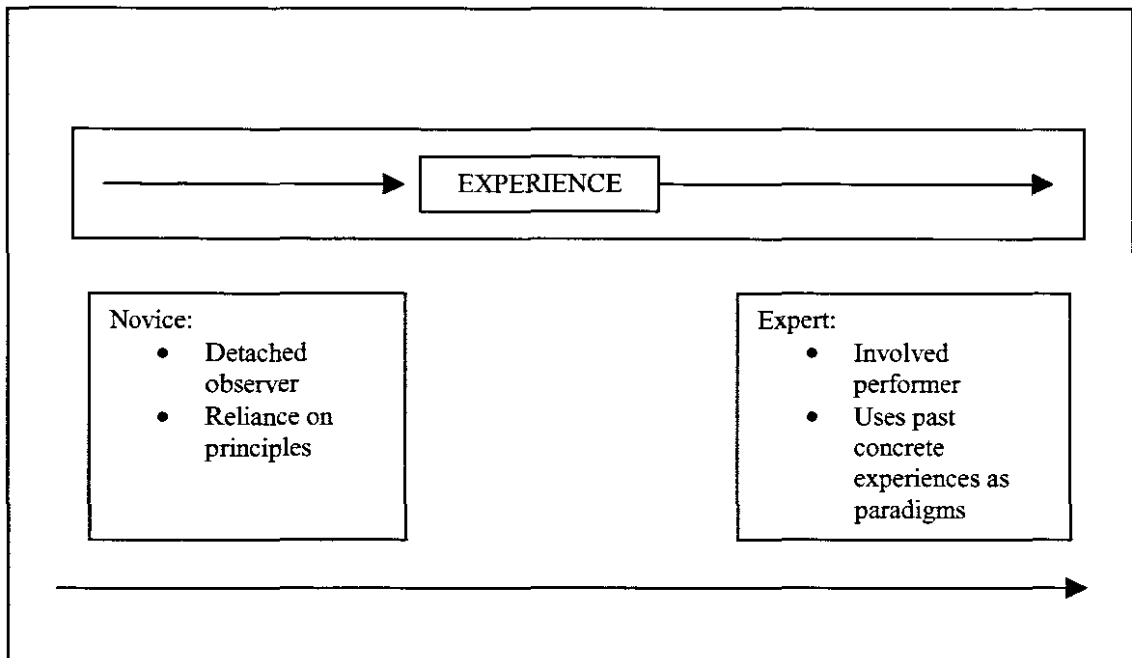 EXPERIENCE
Novice:
• Detached
observer
• Reliance on
principles
Expert:
• Involved
performer
• Uses past
concrete
experiences as
paradigms